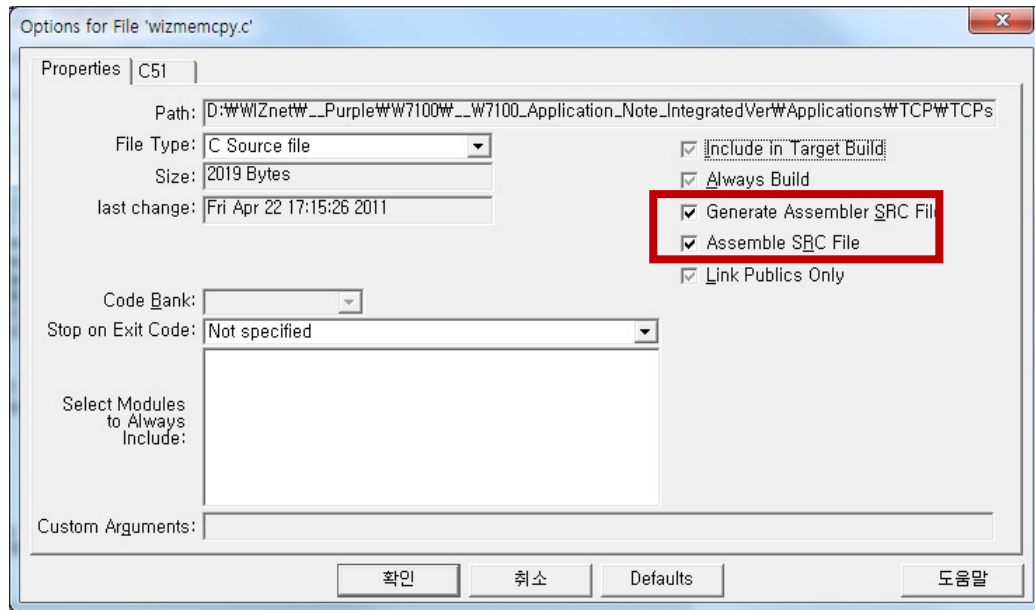 Options for File 'wizmemcpy.c'
Properties
C51
Path: D:₩₩WIZnet₩__Purple₩W7100₩__W7100_Application_Note_IntegratedVer₩Applications₩TCP₩TCPs
File Type: C Source file
Include in Target Build
Size: 2019 Bytes
Always Build
last change: Fri Apr 22 17:15:26 2011
Generate Assembler SRC File
Assemble SRC File
Link Publics Only
Code Bank:
Stop on Exit Code: Not specified
Select Modules
to Always
Include:
Custom Arguments:
확인
취소
Defaults
도움말